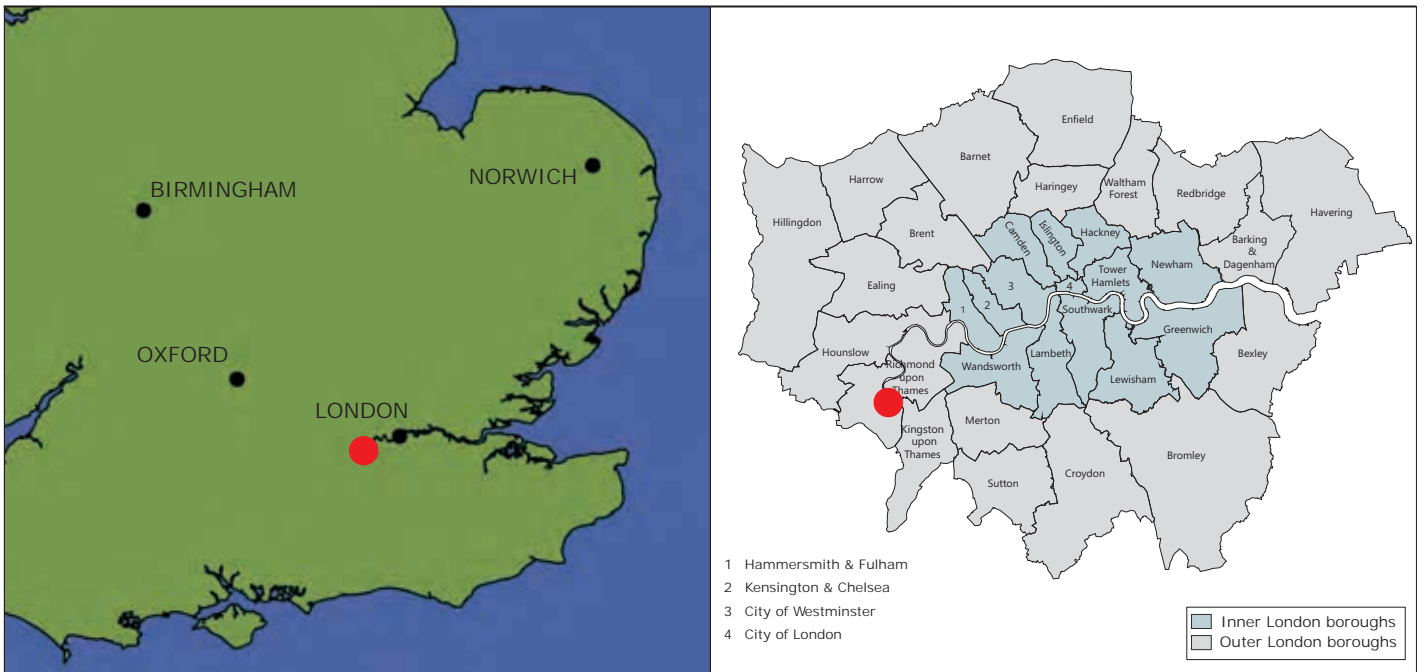 BIRMINGHAM
NORWICH
OXFORD
LONDON
Enfield
Barnet
Harrow
Haringey
Waltham
Forest
Redbridge
Havering
Hillingdon
Brent
Camden
Islington
Hackney
Barking
&
Dagenham
Newham
Tower
Hamlets
Ealing
3
4
1
2
Southwark
Greenwich
Hounslow
Richmond
upon
Thames
Wandsworth
Lambeth
Lewisham
Bexley
Kingston
upon
Thames
Merton
Bromley
Croydon
Sutton
1 Hammersmith & Fulham
2 Kensington & Chelsea
3 City of Westminster
4 City of London
Inner London boroughs
Outer London boroughs